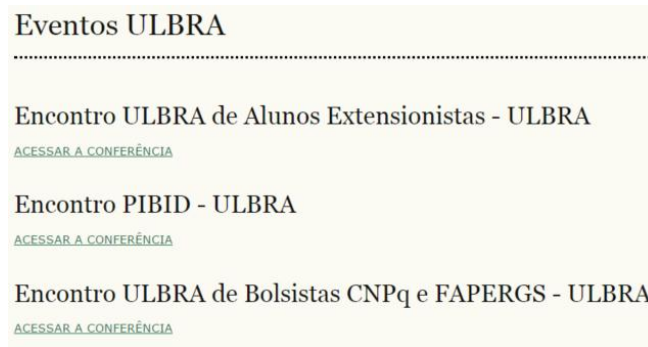 Eventos ULBRA
Encontro ULBRA de Alunos Extensionistas - ULBRA
ACESSAR A CONFERÊNCIA
Encontro PIBID - ULBRA
ACESSAR A CONFERÊNCIA
Encontro ULBRA de Bolsistas CNPq e FAPERGS - ULBRA
ACESSAR A CONFERÊNCIA